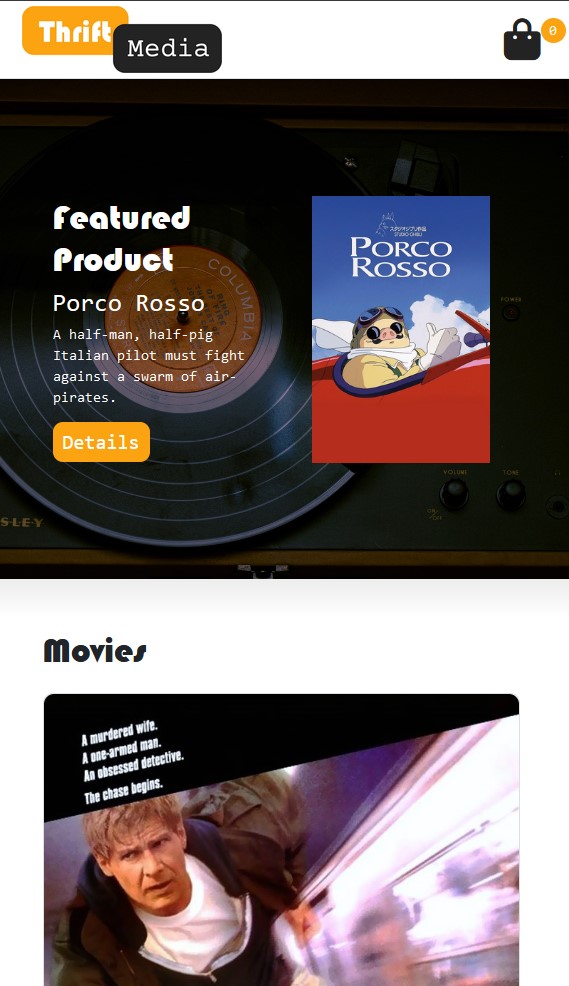 Thrift
Media
0
Featured
Product
Porco Rosso
A half-man, half-pig
Italian pilot must fight
against a swarm of air-
pirates.
Details
スタジオジブリ作品
STUDIO GHIBLI
PORCO
ROSSO
COLUMBIA
POWER
VOLUME
TONE
SLEY
Movies
A murdered wife.
A one-armed man.
An obsessed detective.
The chase begins.